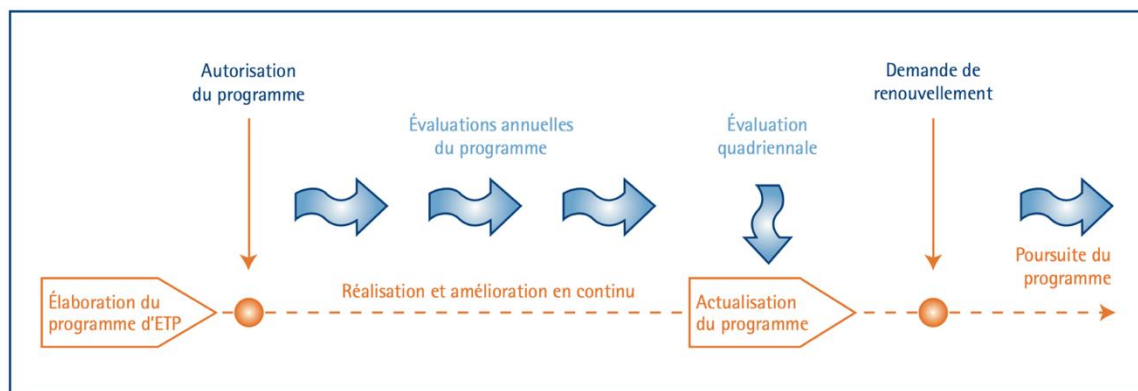 Autorisation
du programme
Demande de
renouvellement
Évaluations annuelles
du programme
Évaluation
quadriennale
Poursuite du
programme
Élaboration du
programme d'ETP
Réalisation et amélioration en continu
Actualisation
du programme